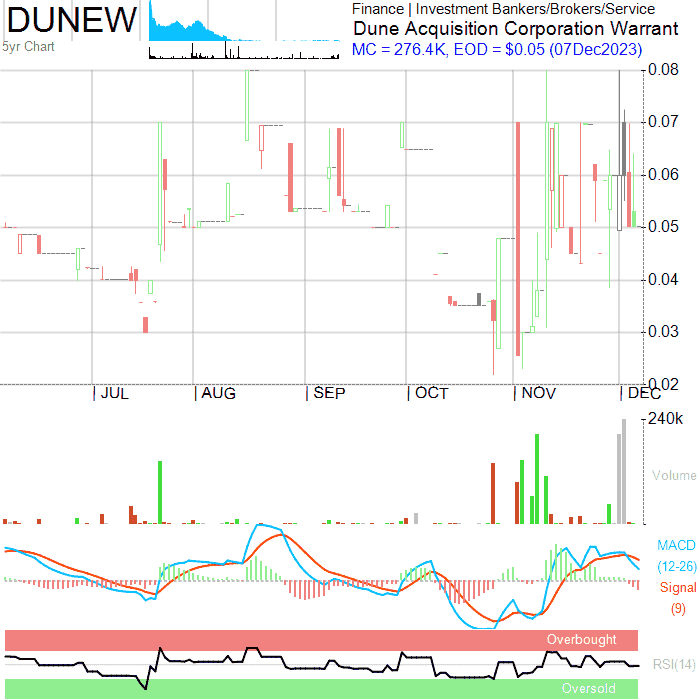 DUNEW
5yr Chart
Finance | Investment Bankers/Brokers/Service
Dune Acquisition Corporation Warrant
MC = 276.4K, EOD = $0.05 (07Dec2023)
0.08
0.07
0.06
0.05
0.04
0.03
0.02
JUL AUG SEP OCT NOV DEC
240k
Volume
MACD
(12-26)
Signal
(9)
Overbought
RSI(14)
Oversold